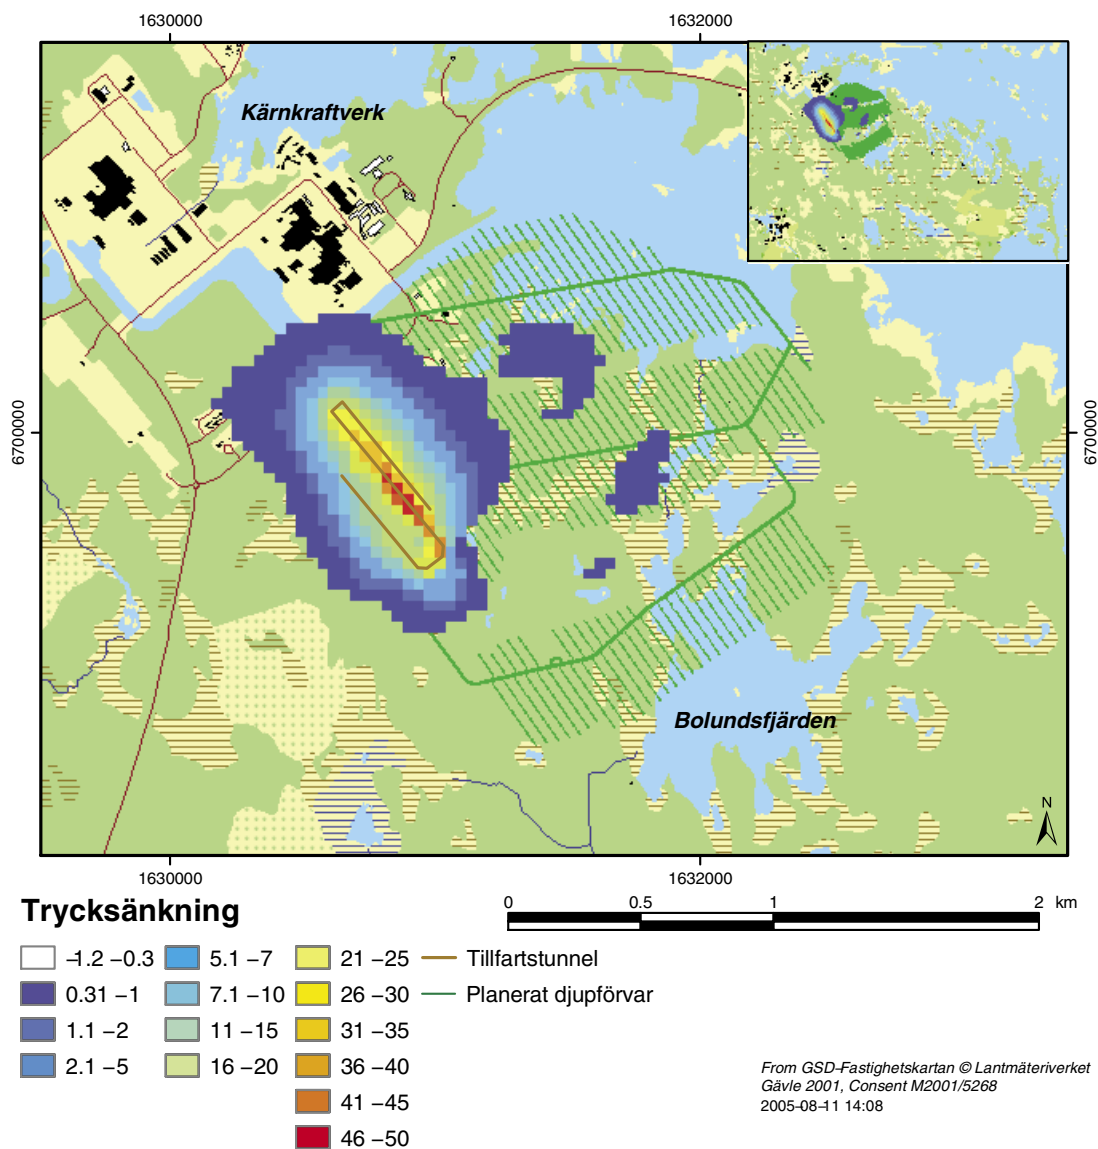 1630000
1632000
Kärnkraftverk
6700000
6700000
Bolundsfjärden
N
1630000
1632000
Trycksänkning
0
0.5
1
2 km
-1.2 –0.3
5.1 –7
21 –25
Tillfartstunnel
0.31 –1
7.1 –10
26 –30
Planerat djupförvar
1.1 –2
11 –15
31 –35
2.1 –5
16 –20
36 –40
41 –45
46 –50
From GSD–Fastighetskartan © Lantmäteriverket
Gävle 2001, Consent M2001/5268
2005–08–11 14:08